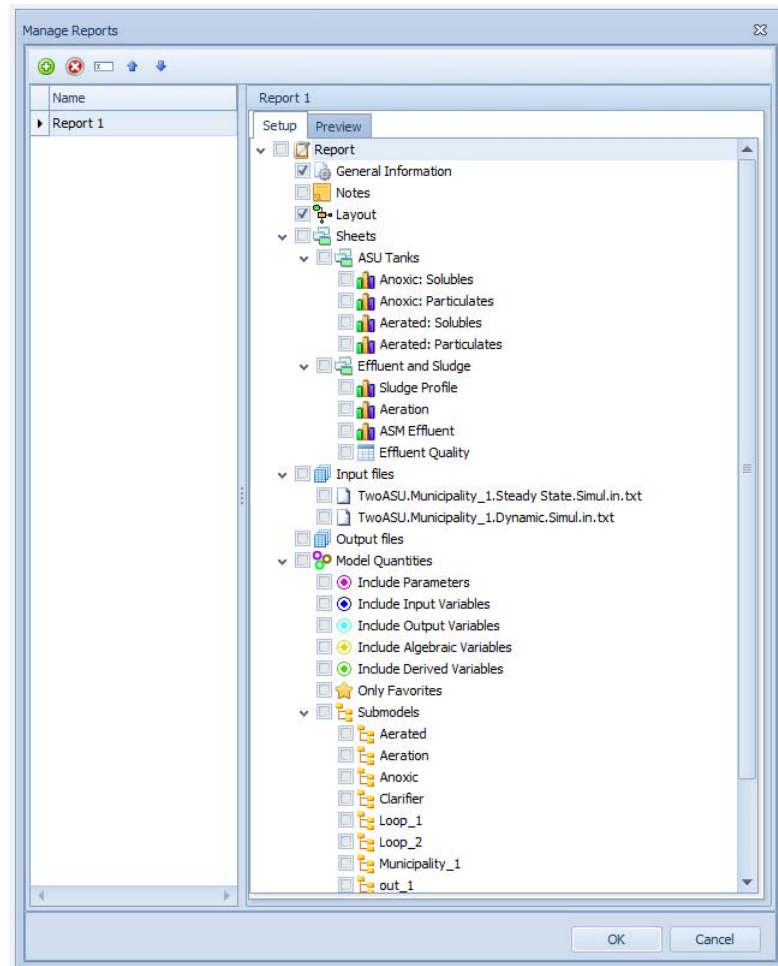 Manage Reports
Name
Report 1
Report 1
Setup Preview
Report
General Information
Notes
Layout
Sheets
ASU Tanks
Anoxic: Solubles
Anoxic: Particulates
Aerated: Solubles
Aerated: Particulates
Effluent and Sludge
Sludge Profile
Aeration
ASM Effluent
Effluent Quality
Input files
TwoASU.Municipality_1.Steady State.Simul.in.txt
TwoASU.Municipality_1.Dynamic.Simul.in.txt
Output files
Model Quantities
Include Parameters
Include Input Variables
Include Output Variables
Include Algebraic Variables
Include Derived Variables
Only Favorites
Submodels
Aerated
Aeration
Anoxic
Clarifier
Loop_1
Loop_2
Municipality_1
out_1
OK Cancel